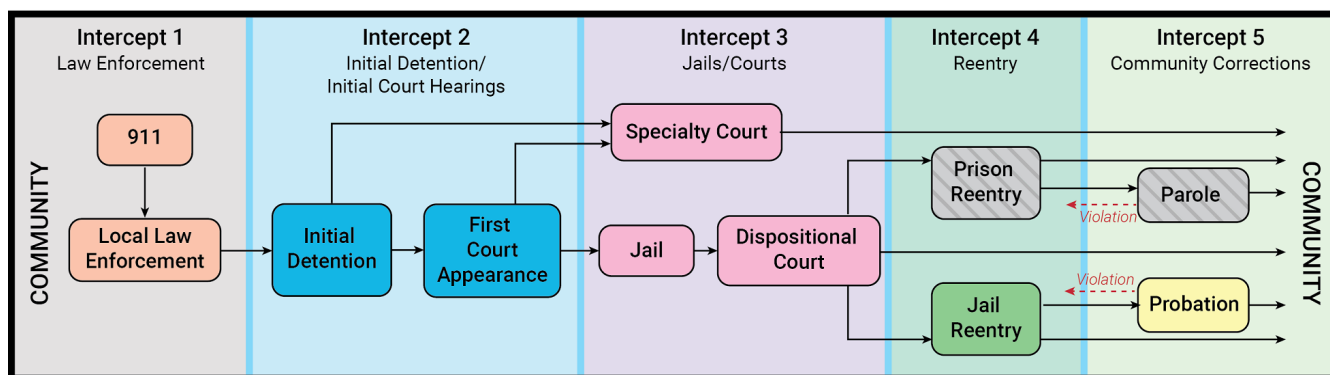 Intercept 1
Law Enforcement
Intercept 2
Initial Detention/
Initial Court Hearings
Intercept 3
Jails/Courts
Intercept 4
Reentry
Intercept 5
Community Corrections
COMMUNITY
911
Local Law
Enforcement
Initial
Detention
First
Court
Appearance
Specialty Court
Jail
Dispositional
Court
Prison
Reentry
Parole
Violation
Jail
Reentry
Violation
Probation
COMMUNITY